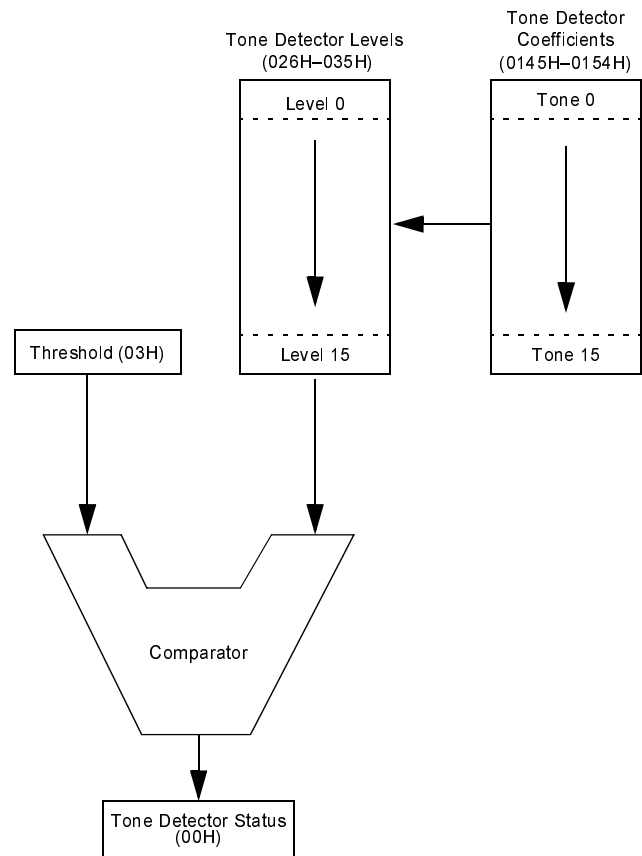 Tone Detector Levels
(026H–035H)
Tone Detector
Coefficients
(0145H–0154H)
Level 0
Tone 0
Threshold (03H)
Level 15
Tone 15
Comparator
Tone Detector Status
(00H)